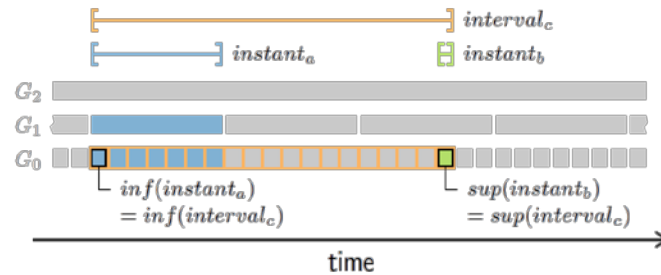 interval_c
instant_a instant_b
G_2
G_1
G_0
inf(instant_a) sup(instant_b)
= inf(interval_c) = sup(interval_c)
time